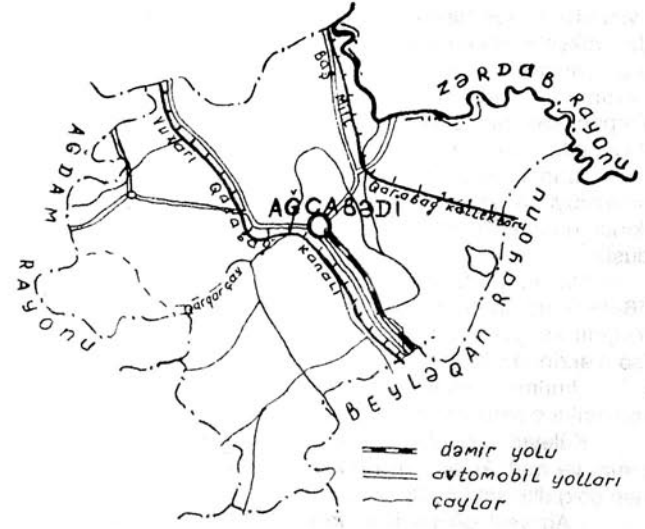 ZƏRDAB RAYONU
BAŞ MİL
Qarabağ kollektoru
AĞDAM
RAYONU
Yuxarı
Qarabağ
kanalı
AĞCABƏDİ
Qarqarçay
BEYLƏQAN RAYONU
dəmir yolu
avtomobil yolları
çaylar